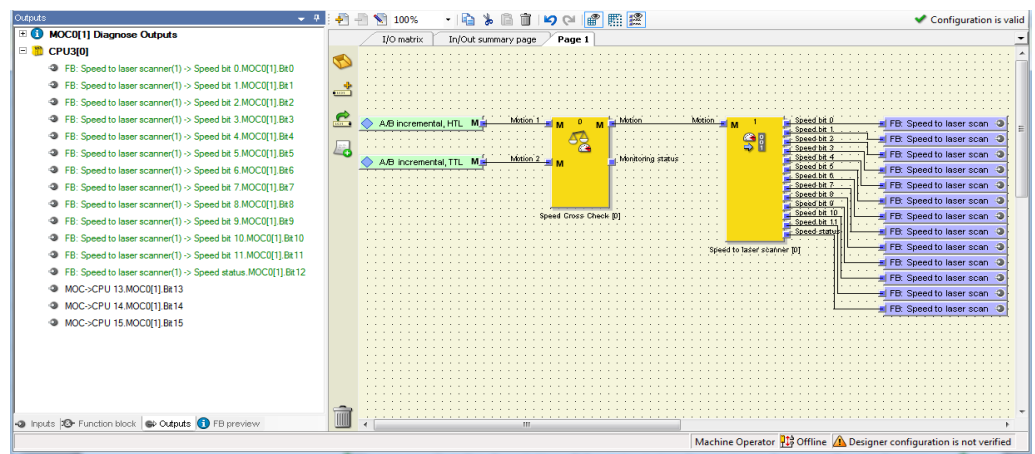 Outputs
100%
Configuration is valid
MOC0[1] Diagnose Outputs
CPU3[0]
FB: Speed to laser scanner(1) -> Speed bit 0.MOC0[1].Bit0
FB: Speed to laser scanner(1) -> Speed bit 1.MOC0[1].Bit1
FB: Speed to laser scanner(1) -> Speed bit 2.MOC0[1].Bit2
FB: Speed to laser scanner(1) -> Speed bit 3.MOC0[1].Bit3
FB: Speed to laser scanner(1) -> Speed bit 4.MOC0[1].Bit4
FB: Speed to laser scanner(1) -> Speed bit 5.MOC0[1].Bit5
FB: Speed to laser scanner(1) -> Speed bit 6.MOC0[1].Bit6
FB: Speed to laser scanner(1) -> Speed bit 7.MOC0[1].Bit7
FB: Speed to laser scanner(1) -> Speed bit 8.MOC0[1].Bit8
FB: Speed to laser scanner(1) -> Speed bit 9.MOC0[1].Bit9
FB: Speed to laser scanner(1) -> Speed bit 10.MOC0[1].Bit10
FB: Speed to laser scanner(1) -> Speed bit 11.MOC0[1].Bit11
FB: Speed to laser scanner(1) -> Speed status.MOC0[1].Bit12
MOC->CPU 13.MOC0[1].Bit13
MOC->CPU 14.MOC0[1].Bit14
MOC->CPU 15.MOC0[1].Bit15
Inputs Function block Outputs FB preview
I/O matrix In/Out summary page Page 1
A/B incremental, HTL M
A/B incremental, TTL M
Motion 1
Motion 2
M 0 M
M
Motion
Monitoring status
Speed Cross Check [0]
Motion
M 1
Speed to laser scanner [0]
Speed bit 0
Speed bit 1
Speed bit 2
Speed bit 3
Speed bit 4
Speed bit 5
Speed bit 6
Speed bit 7
Speed bit 8
Speed bit 9
Speed bit 10
Speed bit 11
Speed status
FB: Speed to laser scan
FB: Speed to laser scan
FB: Speed to laser scan
FB: Speed to laser scan
FB: Speed to laser scan
FB: Speed to laser scan
FB: Speed to laser scan
FB: Speed to laser scan
FB: Speed to laser scan
FB: Speed to laser scan
FB: Speed to laser scan
FB: Speed to laser scan
FB: Speed to laser scan
Machine Operator Offline Designer configuration is not verified